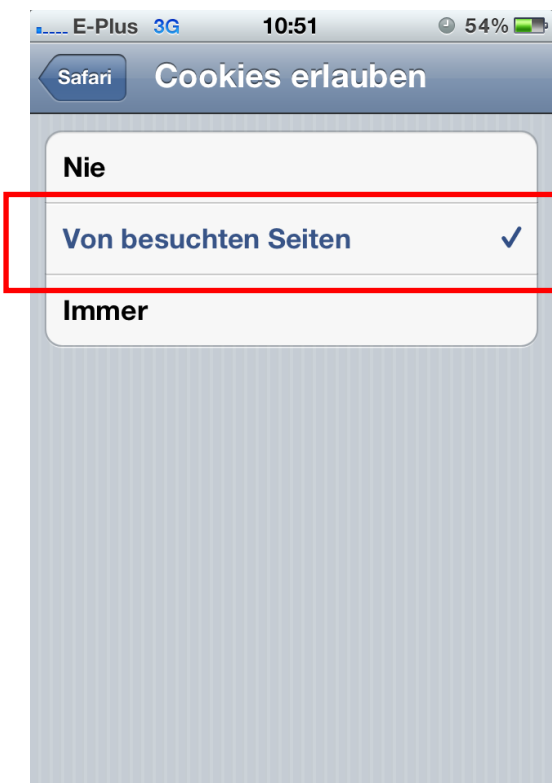 E-Plus 3G 10:51 54%
Safari Cookies erlauben
Nie
Von besuchten Seiten
Immer